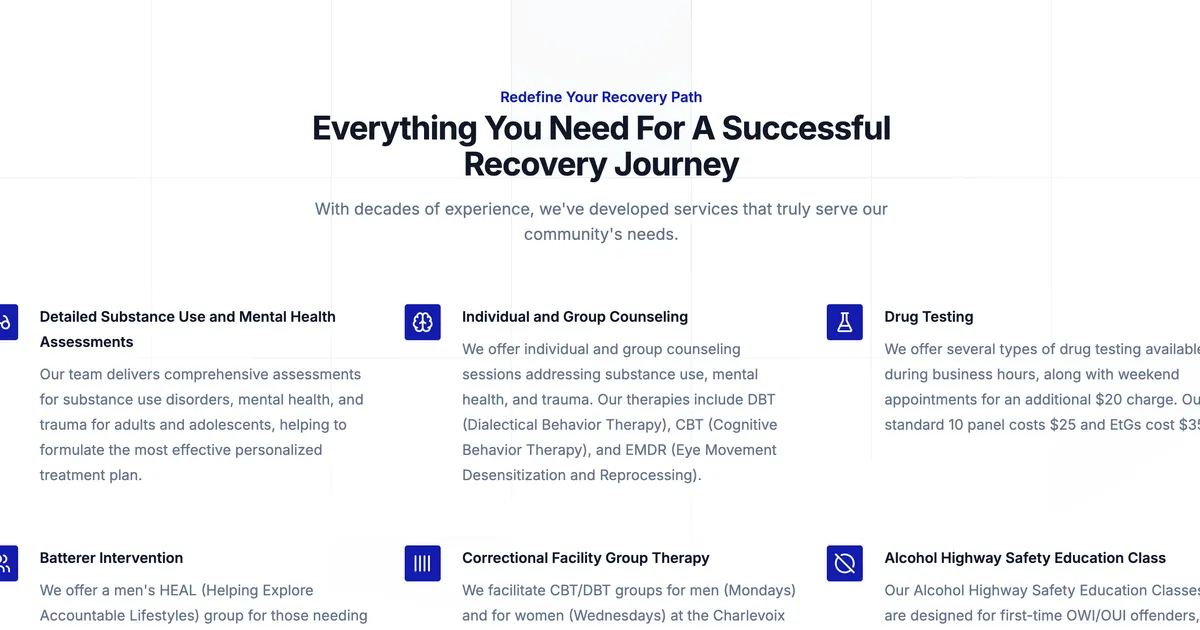 Redefine Your Recovery Path
Everything You Need For A Successful
Recovery Journey
With decades of experience, we've developed services that truly serve our
community's needs.
Detailed Substance Use and Mental Health
Assessments
Our team delivers comprehensive assessments
for substance use disorders, mental health, and
trauma for adults and adolescents, helping to
formulate the most effective personalized
treatment plan.
Individual and Group Counseling
We offer individual and group counseling
sessions addressing substance use, mental
health, and trauma. Our therapies include DBT
(Dialectical Behavior Therapy), CBT (Cognitive
Behavior Therapy), and EMDR (Eye Movement
Desensitization and Reprocessing).
Drug Testing
We offer several types of drug testing available
during business hours, along with weekend
appointments for an additional $20 charge.
standard 10 panel costs $25 and EtGs cost
Batterer Intervention
We offer a men's HEAL (Helping Explore
Accountable Lifestyles) group for those needing
Correctional Facility Group Therapy
We facilitate CBT/DBT groups for men (Mondays)
and for women (Wednesdays) at the Charlevoix
Alcohol Highway Safety Education Class
Our Alcohol Highway Safety Education Classes
are designed for first-time OWI/OUI offenders,